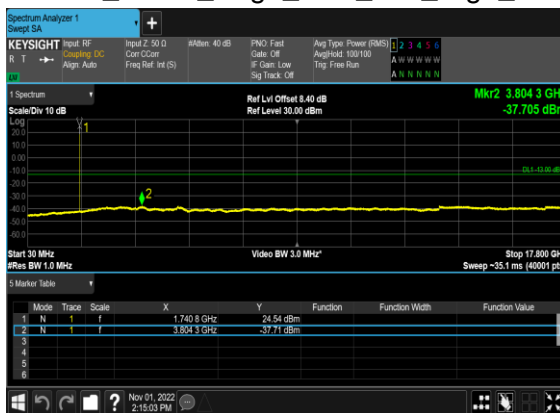 Spectrum Analyzer 1
Swept SA
+
KEYSIGHT Input: RF Input Z: 50 Ω #Atten: 40 dB PNO: Fast Avg Type: Power (RMS) 1 2 3 4 5 6
R T Coupling: DC Corr CCorr Gate: Off Avg|Hold: 100/100 A W W W W W
Align: Auto Freq Ref: Int (S) IF Gain: Low Trig: Free Run A N N N N N
Sig Track: Off
1 Spectrum
Ref Lvl Offset 8.40 dB Mkr2 3.804 3 GH
Scale/Div 10 dB Ref Level 30.00 dBm -37.705 dBr
Log
20.0
1
10.0
0.00
-10.0
DL1 -13.00 dB
-20.0
-30.0
2
-40.0
-50.0
-60.0
Start 30 MHz Video BW 3.0 MHz* Stop 17.800 GH
#Res BW 1.0 MHz Sweep ~35.1 ms (40001 pt
5 Marker Table
Mode Trace Scale X Y Function Function Width Function Value
1 N 1 f 1.740 8 GHz 24.54 dBm
2 N 1 f 3.804 3 GHz -37.71 dBm
3
4
5
6
? Nov 01, 2022
2:15:03 PM